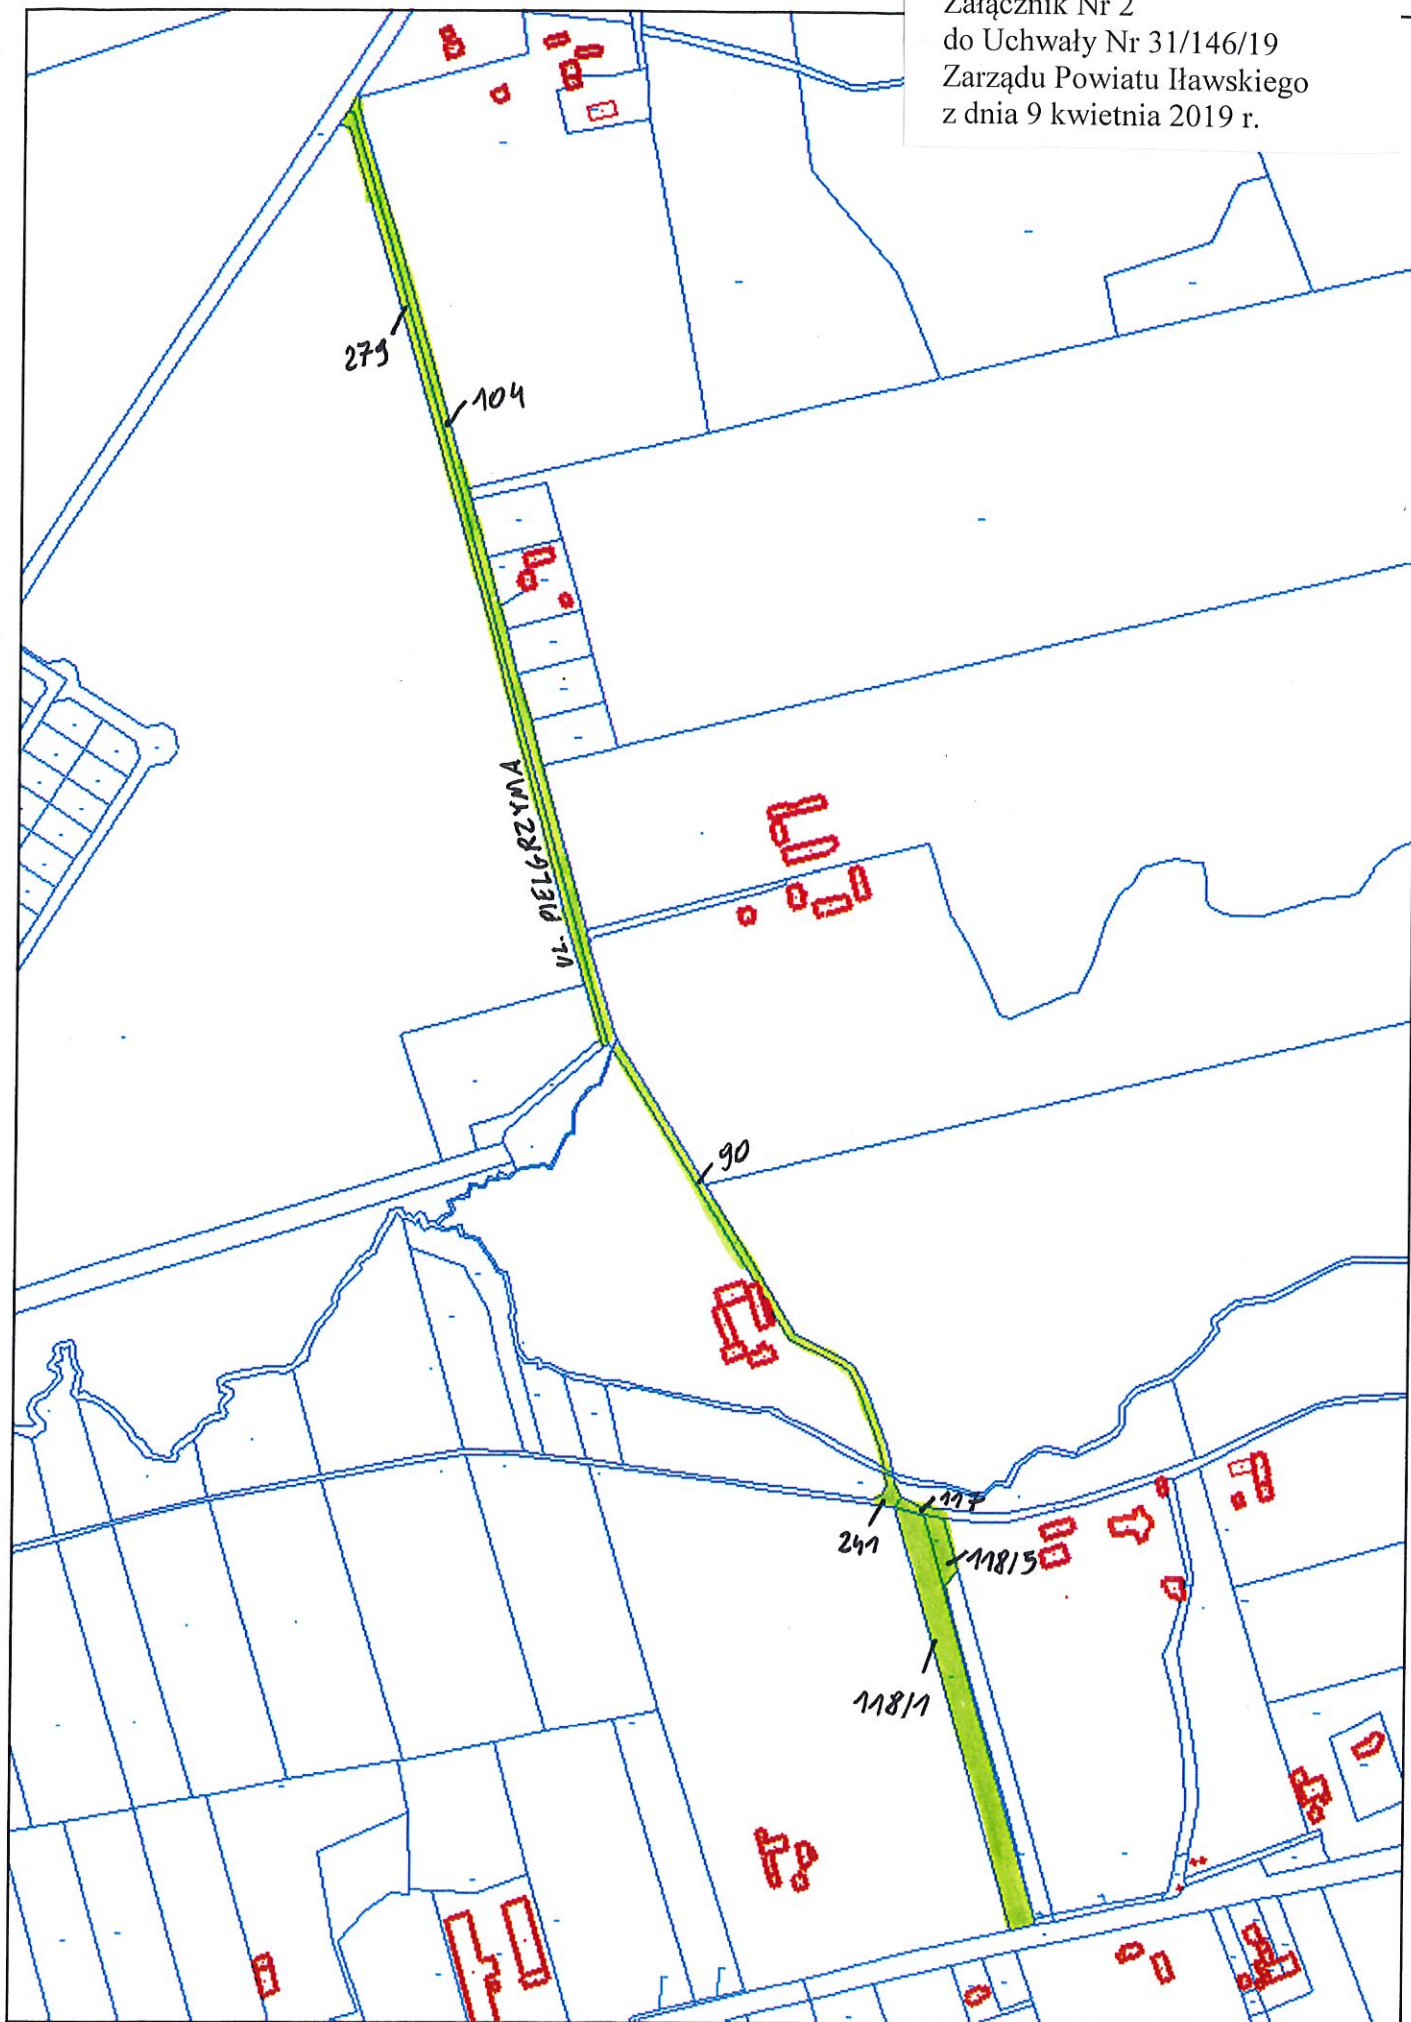 Załącznik Nr 2
do Uchwały Nr 31/146/19
Zarządu Powiatu Iławskiego
z dnia 9 kwietnia 2019 r.
279
104
UL. PIELGRZYMA
90
117
241
118/5
118/1